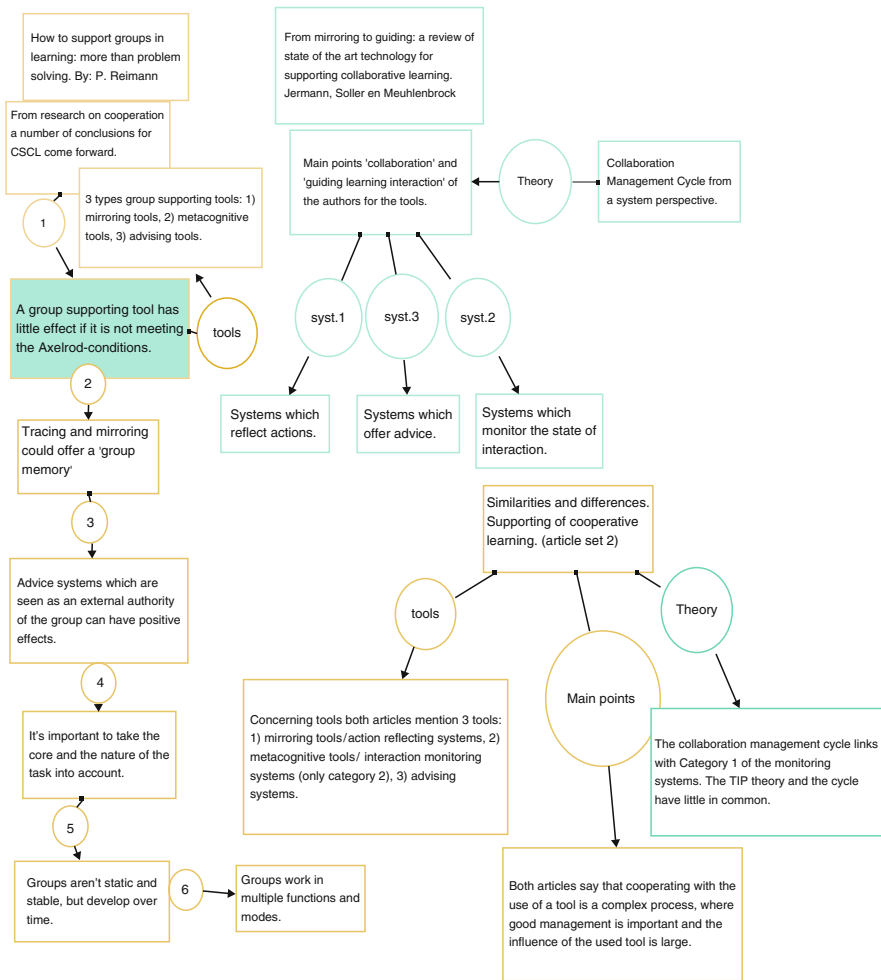 How to support groups in
learning: more than problem
solving. By: P. Reimann
From research on cooperation
a number of conclusions for
CSCL come forward.
1
3 types group supporting tools: 1)
mirroring tools, 2) metacognitive
tools, 3) advising tools.
A group supporting tool has
little effect if it is not meeting
the Axelrod-conditions.
tools
2
Tracing and mirroring
could offer a 'group
memory'
3
Advice systems which are
seen as an external authority
of the group can have positive
effects.
4
It's important to take the
core and the nature of the
task into account.
5
Groups aren't static and
stable, but develop over
time.
6
Groups work in
multiple functions and
modes.
From mirroring to guiding: a review of
state of the art technology for
supporting collaborative learning.
Jermann, Soller en Meuhlenbrock
Main points 'collaboration' and
'guiding learning interaction' of
the authors for the tools.
Theory
Collaboration
Management Cycle from
a system perspective.
syst.1
syst.3
syst.2
Systems which
reflect actions.
Systems which
offer advice.
Systems which
monitor the state of
interaction.
Similarities and differences.
Supporting of cooperative
learning. (article set 2)
tools
Main points
Theory
Concerning tools both articles mention 3 tools:
1) mirroring tools/action reflecting systems, 2)
metacognitive tools/ interaction monitoring
systems (only category 2), 3) advising
systems.
The collaboration management cycle links
with Category 1 of the monitoring
systems. The TIP theory and the cycle
have little in common.
Both articles say that cooperating with the
use of a tool is a complex process, where
good management is important and the
influence of the used tool is large.